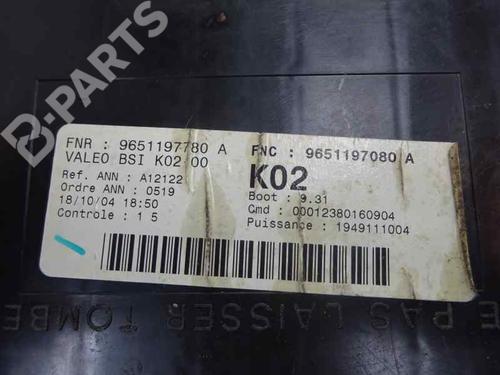 B-PARTS
FNR : 9651197780 A FNC : 9651197080 A
VALEO BSI K02 00
K02
Ref. ANN : A12122
Boot : 9.31
Ordre ANN : 0519
Cmd : 00012380160904
18/10/04 18:50
Puissance : 1949111004
Controle : 1 5
PAS LAISSER TOMBE